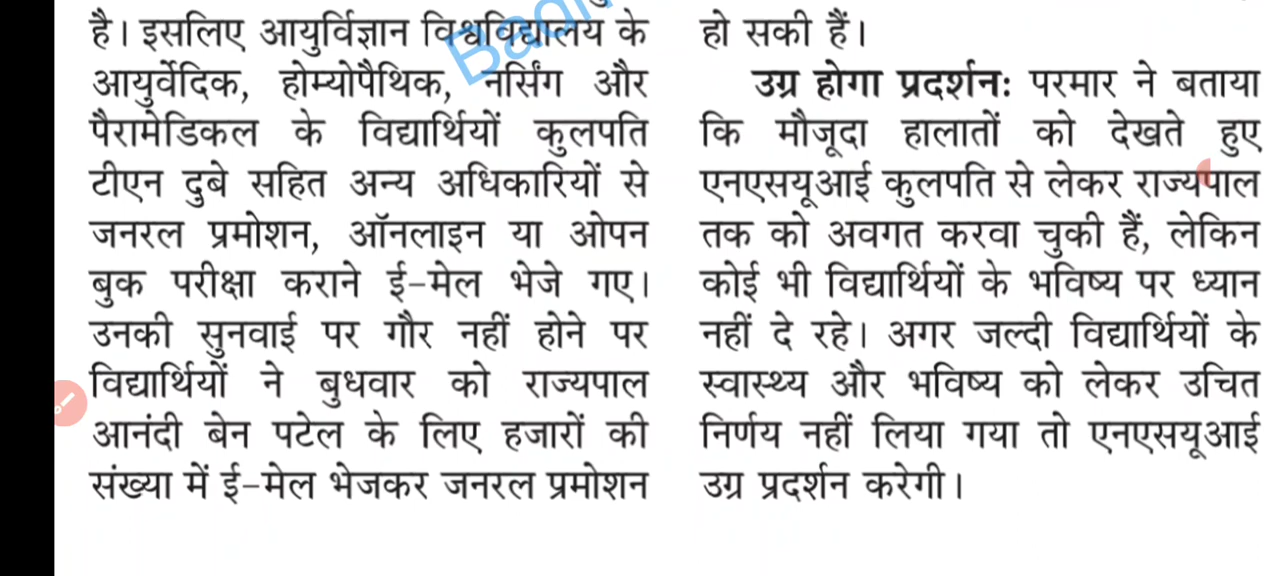 है। इसलिए आयुर्विज्ञान विश्वविद्यालय के
आयुर्वेदिक, होम्योपैथिक, नर्सिंग और
पैरामेडिकल के विद्यार्थियों कुलपति
टीएन दुबे सहित अन्य अधिकारियों से
जनरल प्रमोशन, ऑनलाइन या ओपन
बुक परीक्षा कराने ई-मेल भेजे गए।
उनकी सुनवाई पर गौर नहीं होने पर
विद्यार्थियों ने बुधवार को राज्यपाल
आनंदी बेन पटेल के लिए हजारों की
संख्या में ई-मेल भेजकर जनरल प्रमोशन
हो सकी हैं।
उग्र होगा प्रदर्शन: परमार ने बताया
कि मौजूदा हालातों को देखते हुए
एनएसयूआई कुलपति से लेकर राज्यपाल
तक को अवगत करवा चुकी हैं, लेकिन
कोई भी विद्यार्थियों के भविष्य पर ध्यान
नहीं दे रहे। अगर जल्दी विद्यार्थियों के
स्वास्थ्य और भविष्य को लेकर उचित
निर्णय नहीं लिया गया तो एनएसयूआई
उग्र प्रदर्शन करेगी।